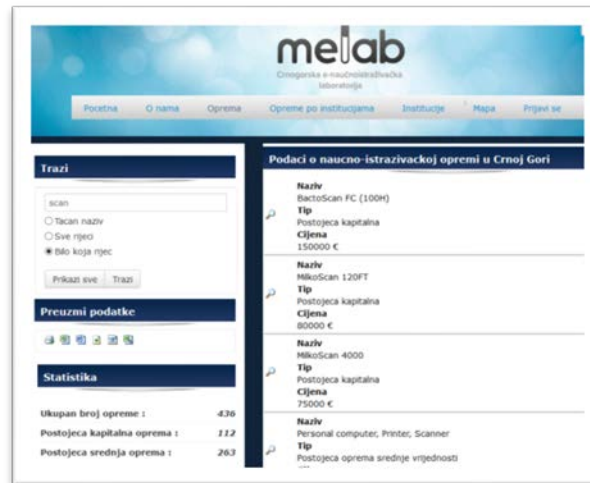 melab
Crnogorska e-naučnoistraživačka
laboratorija
Pocetna O nama Oprema Opreme po institucijama Institucije Mapa Prijavi se
Trazi
scan
Tacan naziv
Sve rijeci
Bilo koja rijec
Prikazi sve Trazi
Preuzmi podatke
Statistika
Ukupan broj opreme : 436
Postojeca kapitalna oprema : 112
Postojeca srednja oprema : 263
Podaci o naucno-istrazivackoj opremi u Crnoj Gori
Naziv
BactoScan FC (100H)
Tip
Postojeca kapitalna
Cijena
150000 €
Naziv
MilkoScan 120FT
Tip
Postojeca kapitalna
Cijena
80000 €
Naziv
MilkoScan 4000
Tip
Postojeca kapitalna
Cijena
75000 €
Naziv
Personal computer, Printer, Scanner
Tip
Postojeca oprema srednje vrijednosti